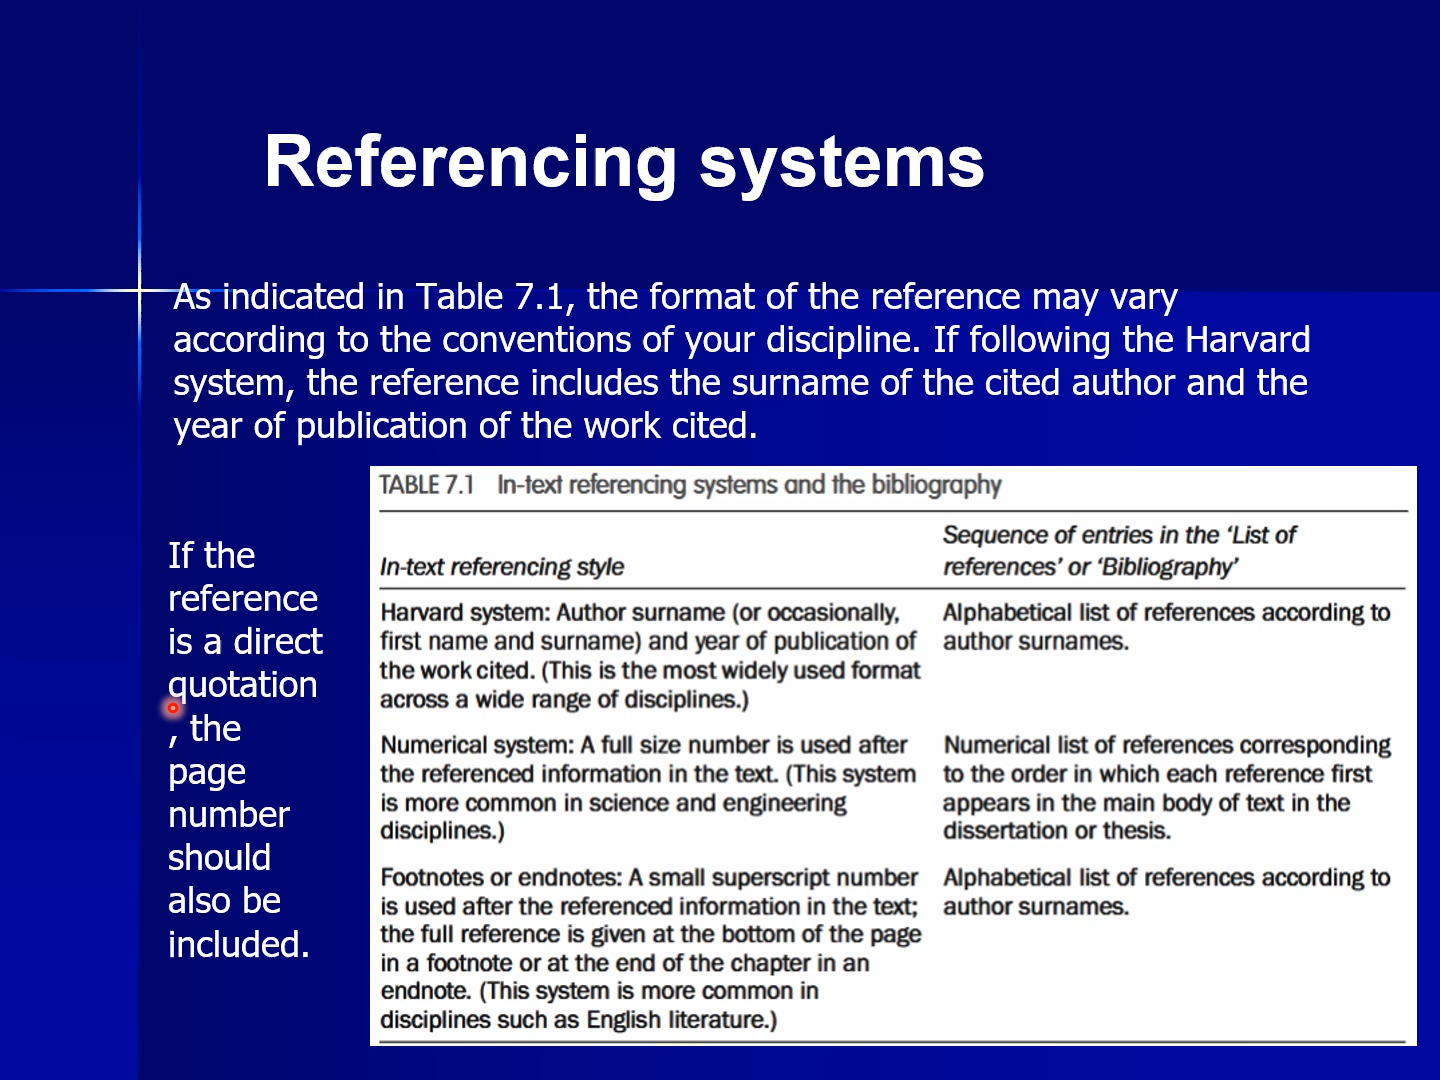 Referencing systems
As indicated in Table 7.1, the format of the reference may vary
according to the conventions of your discipline. If following the Harvard
system, the reference includes the surname of the cited author and the
year of publication of the work cited.
If the
reference
is a direct
quotation
, the
page
number
should
also be
included.
TABLE 7.1 In-text referencing systems and the bibliography
In-text referencing style
Sequence of entries in the ‘List of
references’ or ‘Bibliography’
Harvard system: Author surname (or occasionally,
first name and surname) and year of publication of
the work cited. (This is the most widely used format
across a wide range of disciplines.)
Alphabetical list of references according to
author surnames.
Numerical system: A full size number is used after
the referenced information in the text. (This system
is more common in science and engineering
disciplines.)
Numerical list of references corresponding
to the order in which each reference first
appears in the main body of text in the
dissertation or thesis.
Footnotes or endnotes: A small superscript number
is used after the referenced information in the text;
the full reference is given at the bottom of the page
in a footnote or at the end of the chapter in an
endnote. (This system is more common in
disciplines such as English literature.)
Alphabetical list of references according to
author surnames.